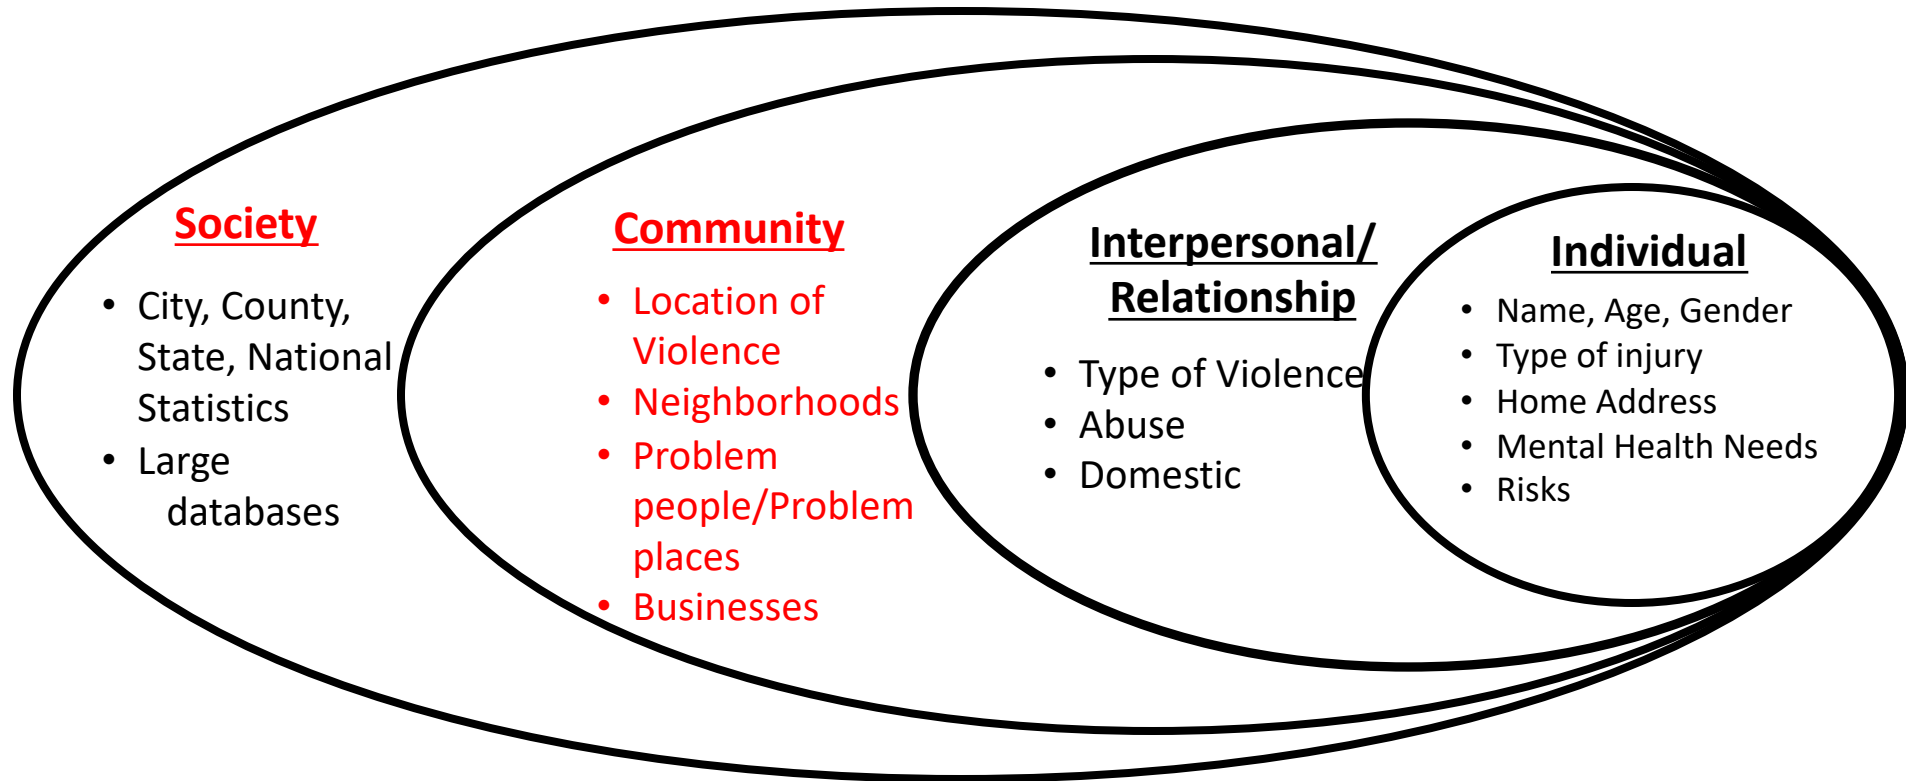 Society
• City, County,
State, National
Statistics
• Large
databases
Community
• Location of
Violence
• Neighborhoods
• Problem
people/Problem
places
• Businesses
Interpersonal/
Relationship
• Type of Violence
• Abuse
• Domestic
Individual
• Name, Age, Gender
• Type of injury
• Home Address
• Mental Health Needs
• Risks